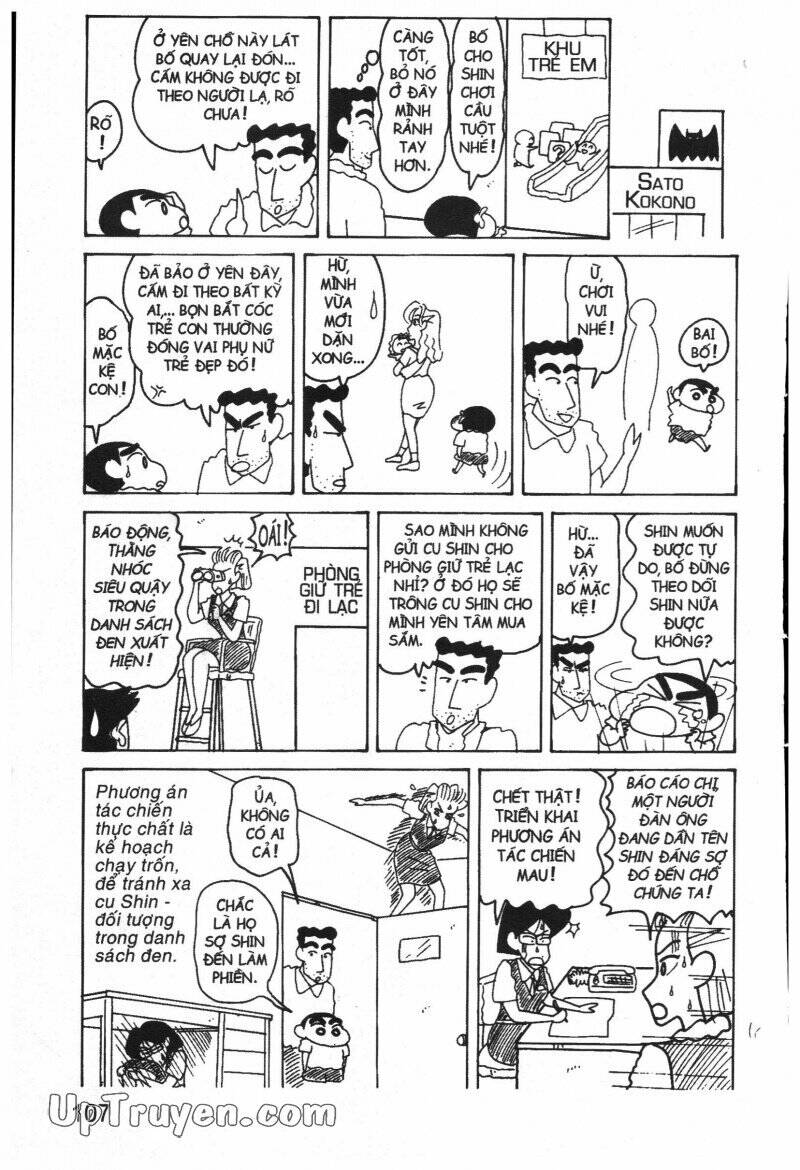 SATO
KOKONO
KHU
TRẺ EM
BỐ
CHO
SHIN
CHƠI
CẦU
TUỘT
NHÉ!
CÀNG
TỐT,
BỎ NÓ
Ở ĐÂY
MÌNH
RẢNH
TAY
HƠN.
Ở YÊN CHỖ NÀY LÁT
BỐ QUAY LẠI ĐÓN...
CẤM KHÔNG ĐƯỢC ĐI
THEO NGƯỜI LẠ, RÕ
CHƯA!
RÕ
!
BAI
BỐ!
Ừ,
CHƠI
VUI
NHÉ!
HỪ,
MÌNH
VỪA
MỚI
DẶN
XONG...
ĐÃ BẢO Ở YÊN ĐÂY,
CẤM ĐI THEO BẤT KỲ
AI,... BỌN BẮT CÓC
TRẺ CON THƯỜNG
ĐÓNG VAI PHỤ NỮ
TRẺ ĐẸP ĐÓ!
BỐ
MẶC
KỆ
CON!
SHIN MUỐN
ĐƯỢC TỰ
DO, BỐ ĐỪNG
THEO DÕI
SHIN NỮA
ĐƯỢC
KHÔNG?
HỪ...
ĐÃ
VẬY
BỐ MẶC
KỆ!
SAO MÌNH KHÔNG
GỬI CU SHIN CHO
PHÒNG GIỮ TRẺ LẠC
NHỈ? Ở ĐÓ HỌ SẼ
TRÔNG CU SHIN CHO
MÌNH YÊN TÂM MUA
SẮM.
PHÒNG
GIỮ TRẺ
ĐI LẠC
OÁI!
BÁO ĐỘNG,
THẰNG
NHÓC
SIÊU QUẬY
TRONG
DANH SÁCH
ĐEN XUẤT
HIỆN!
BÁO CÁO CHỊ,
MỘT NGƯỜI
ĐÀN ÔNG
ĐANG DẪN TÊN
SHIN ĐÁNG SỢ
ĐÓ ĐẾN CHỖ
CHÚNG TA!
CHẾT THẬT!
TRIỂN KHAI
PHƯƠNG ÁN
TÁC CHIẾN
MAU!
ỦA,
KHÔNG
CÓ AI
CẢ!
CHẮC
LÀ HỌ
SỢ SHIN
ĐẾN LÀM
PHIỀN.
Phương án
tác chiến
thực chất là
kế hoạch
chạy trốn,
để tránh xa
cu Shin -
đối tượng
trong danh
sách đen.
107
UpTruyen.com